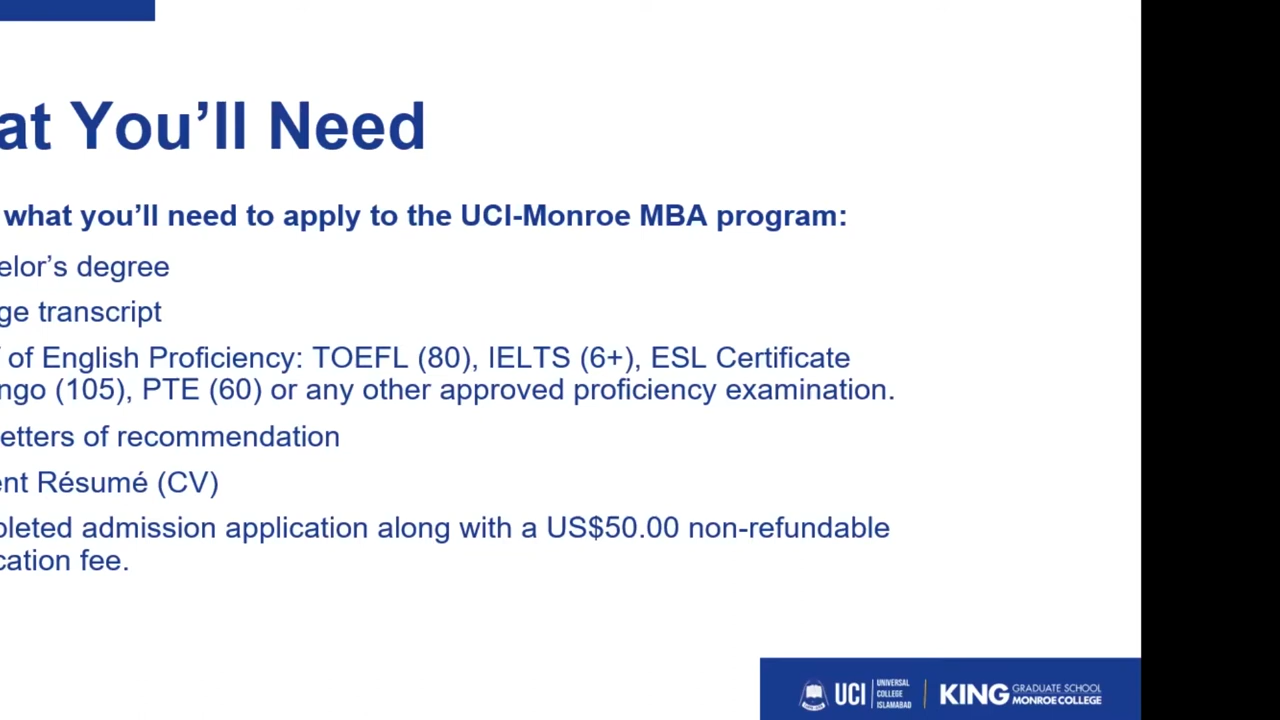 at You’ll Need
what you’ll need to apply to the UCI-Monroe MBA program:
elor’s degree
ge transcript
of English Proficiency: TOEFL (80), IELTS (6+), ESL Certificate
ngo (105), PTE (60) or any other approved proficiency examination.
etters of recommendation
ent Résumé (CV)
pleted admission application along with a US$50.00 non-refundable
cation fee.
UCI
UNIVERSAL
COLLEGE
ISLAMABAD
KING
GRADUATE SCHOOL
MONROE COLLEGE